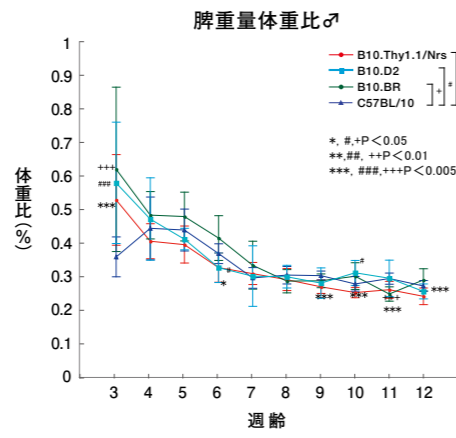 脾重量体重比♂
体重比(%)
1
0.9
0.8
0.7
0.6
0.5
0.4
0.3
0.2
0.1
0
B10.Thy1.1/Nrs
B10.D2
B10.BR
C57BL/10
+
#
*, #,+P<0.05
**,##, ++P<0.01
***, ###,+++P<0.005
+++
###
***
#
*
***
#
***
+++
***
***
3 4 5 6 7 8 9 10 11 12
週齢